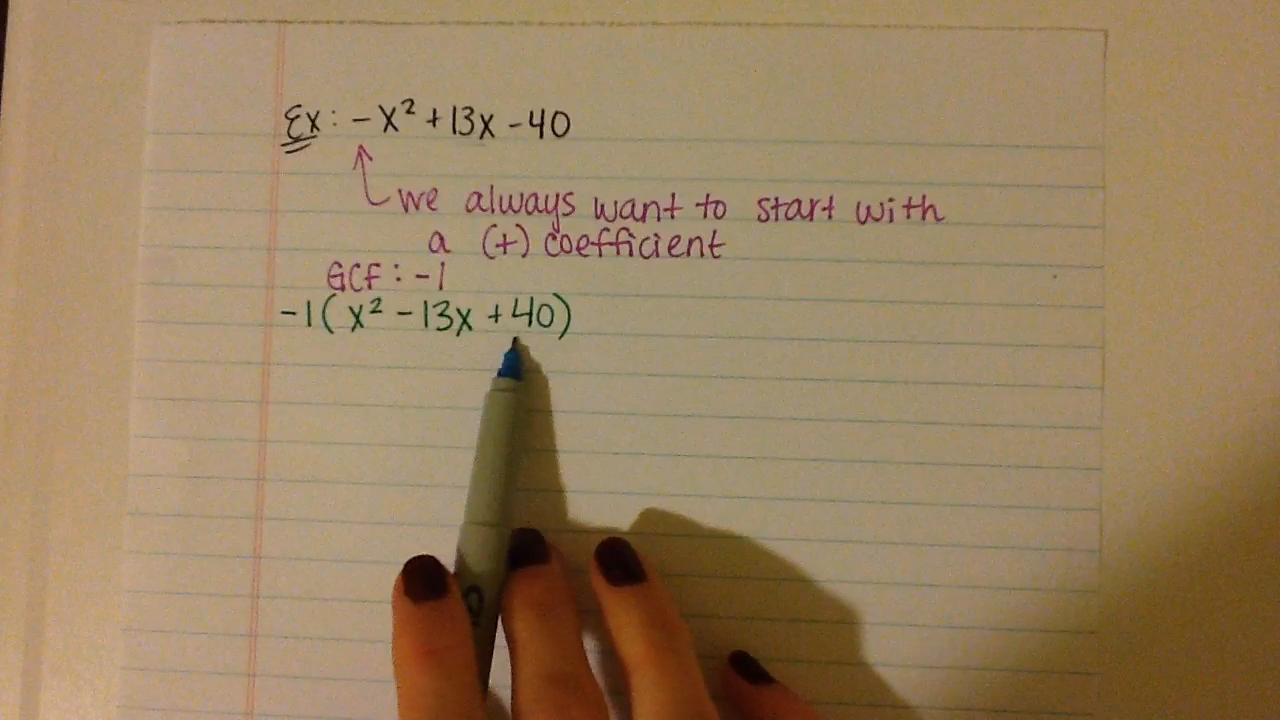 Ex: -x² + 13x - 40
we always want to start with
a (+) coefficient
GCF: -1
-1(x² - 13x + 40)